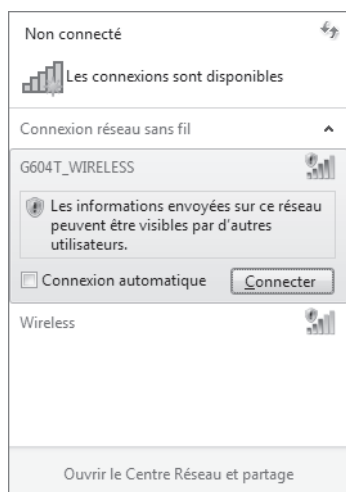 Non connecté
Les connexions sont disponibles
Connexion réseau sans fil
G604T_WIRELESS
Les informations envoyées sur ce réseau
peuvent être visibles par d'autres
utilisateurs.
Connexion automatique
Connecter
Wireless
Ouvrir le Centre Réseau et partage